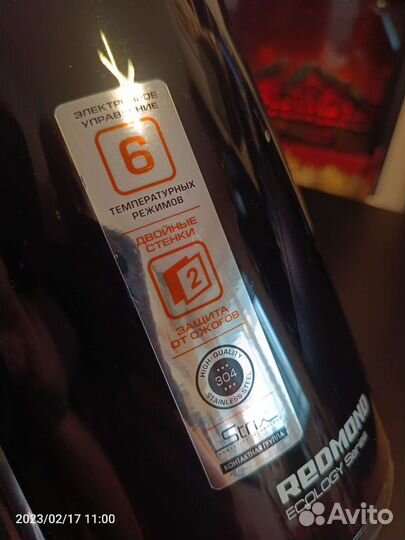 ЭЛЕКТРОННОЕ
УПРАВЛЕНИЕ
6
ТЕМПЕРАТУРНЫХ
РЕЖИМОВ
ДВОЙНЫЕ
СТЕНКИ
2
ЗАЩИТА
ОТ ОЖОГОВ
HIGH-QUALITY
304
STAINLESS STEEL
Strix
КОНТАКТНАЯ ГРУППА
REDMOND
ECOLOGY Series
2023/02/17 11:00
Avito